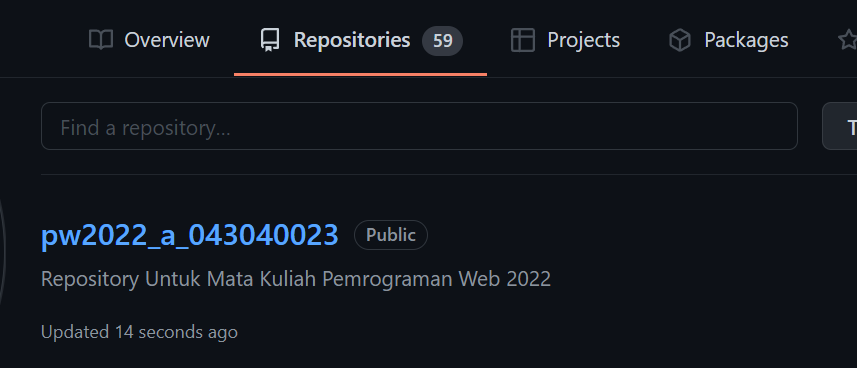 Overview Repositories 59 Projects Packages
Find a repository... T
pw2022_a_043040023 Public
Repository Untuk Mata Kuliah Pemrograman Web 2022
Updated 14 seconds ago